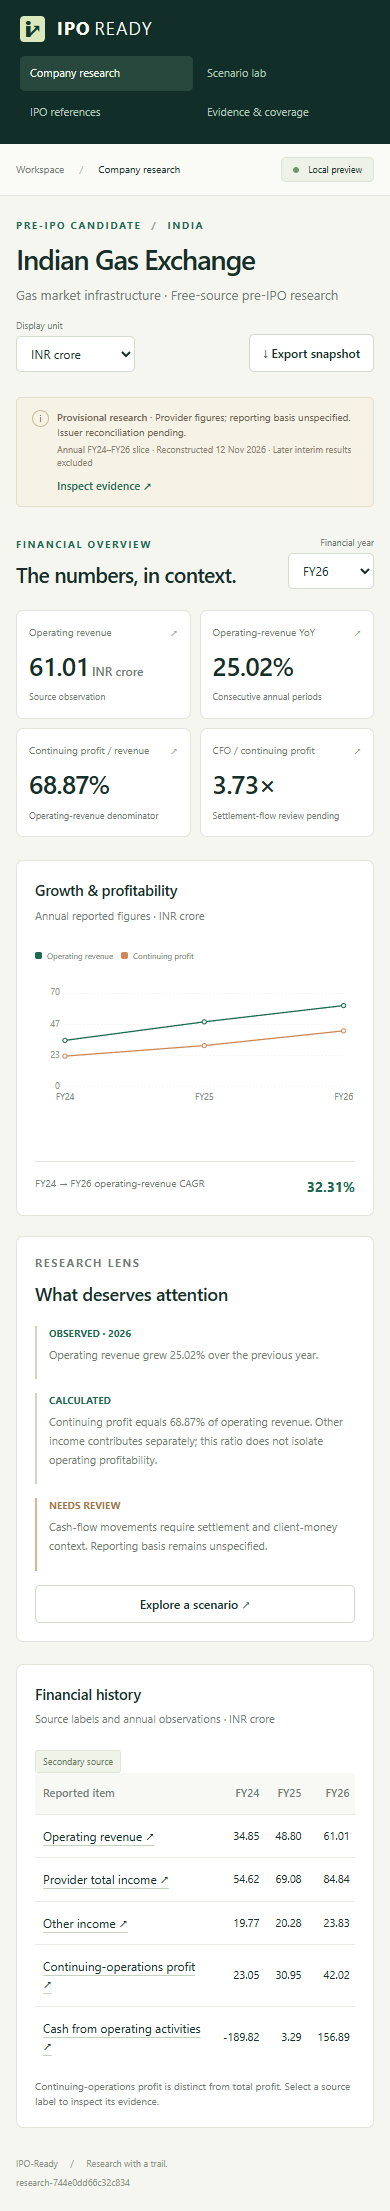 IPO READY
Company research
Scenario lab
IPO references
Evidence & coverage
Workspace / Company research
Local preview
PRE-IPO CANDIDATE / INDIA
Indian Gas Exchange
Gas market infrastructure · Free-source pre-IPO research
Display unit
INR crore
↓ Export snapshot
Provisional research · Provider figures; reporting basis unspecified.
Issuer reconciliation pending.
Annual FY24–FY26 slice · Reconstructed 12 Nov 2026 · Later interim results
excluded
Inspect evidence ↗
FINANCIAL OVERVIEW
The numbers, in context.
Financial year
FY26
Operating revenue ↗
61.01 INR crore
Source observation
Operating-revenue YoY ↗
25.02%
Consecutive annual periods
Continuing profit / revenue ↗
68.87%
Operating-revenue denominator
CFO / continuing profit ↗
3.73×
Settlement-flow review pending
Growth & profitability
Annual reported figures · INR crore
Operating revenue Continuing profit
70
47
23
0
FY24 FY25 FY26
FY24 → FY26 operating-revenue CAGR 32.31%
RESEARCH LENS
What deserves attention
OBSERVED · 2026
Operating revenue grew 25.02% over the previous year.
CALCULATED
Continuing profit equals 68.87% of operating revenue. Other
income contributes separately; this ratio does not isolate
operating profitability.
NEEDS REVIEW
Cash-flow movements require settlement and client-money
context. Reporting basis remains unspecified.
Explore a scenario ↗
Financial history
Source labels and annual observations · INR crore
Secondary source
Reported item FY24 FY25 FY26
Operating revenue ↗ 34.85 48.80 61.01
Provider total income ↗ 54.62 69.08 84.84
Other income ↗ 19.77 20.28 23.83
Continuing-operations profit ↗ 23.05 30.95 42.02
Cash from operating activities ↗ -189.82 3.29 156.89
Continuing-operations profit is distinct from total profit. Select a source
label to inspect its evidence.
IPO-Ready / Research with a trail.
research-744e0dd66c32c834